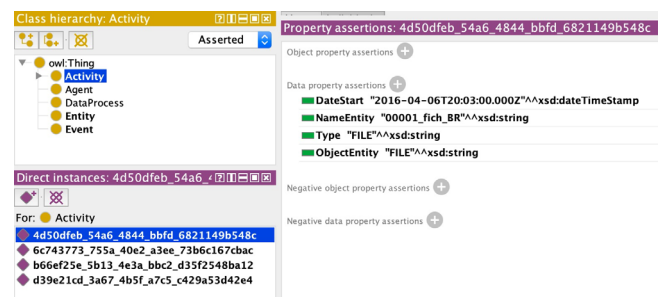 Class hierarchy: Activity
Asserted
owl:Thing
Activity
Agent
DataProcess
Entity
Event
Direct instances: 4d50dfeb_54a6_4
For: Activity
4d50dfeb_54a6_4844_bbfd_6821149b548c
6c743773_755a_40e2_a3ee_73b6c167cbac
b66ef25e_5b13_4e3a_bbc2_d35f2548ba12
d39e21cd_3a67_4b5f_a7c5_c429a53d42e4
Property assertions: 4d50dfeb_54a6_4844_bbfd_6821149b548c
Object property assertions
Data property assertions
DateStart "2016-04-06T20:03:00.000Z"^^xsd:dateTimeStamp
NameEntity "00001_fich_BR"^^xsd:string
Type "FILE"^^xsd:string
ObjectEntity "FILE"^^xsd:string
Negative object property assertions
Negative data property assertions